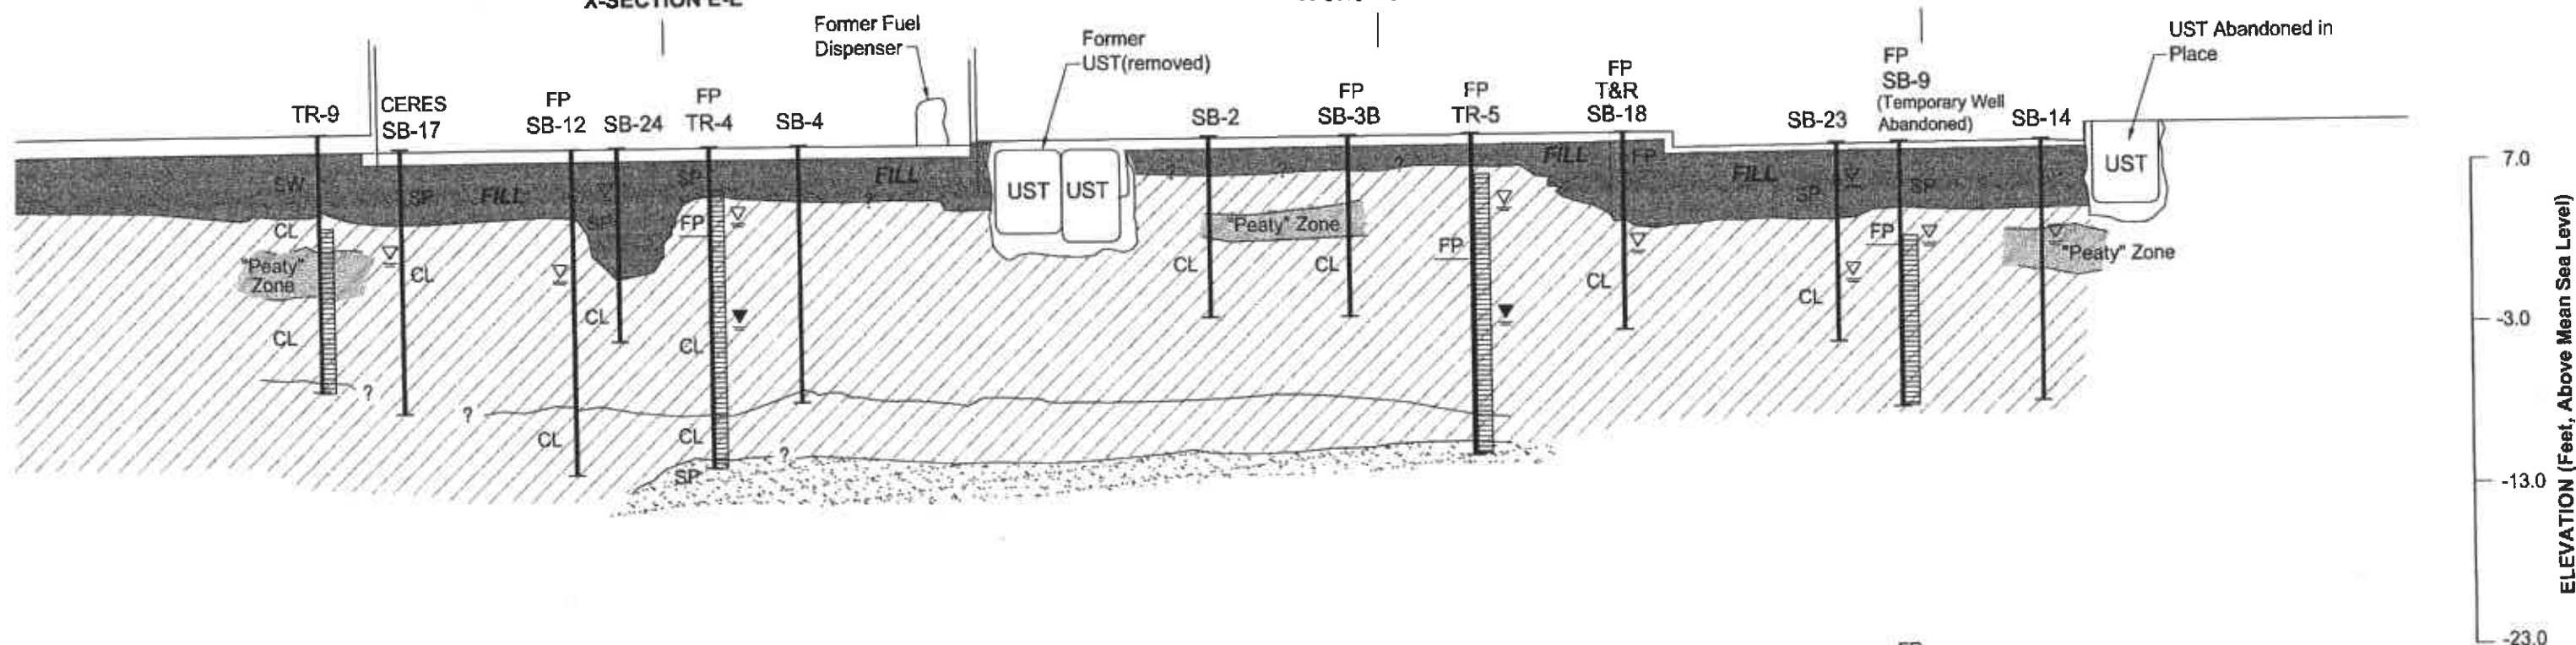 X-SECTION E-E'
Former Fuel
Dispenser
Former
UST(removed)
UST Abandoned in
Place
TR-9
CERES
SB-17
FP
SB-12
SB-24
FP
TR-4
SB-4
SB-2
FP
SB-3B
FP
TR-5
FP
T&R
SB-18
SB-23
FP
SB-9
(Temporary Well
Abandoned)
SB-14
SW
SP
FILL
SP
SP
FILL
UST
UST
FILL
FP
FILL
SP
SP
UST
?
?
?
?
CL
FP
"Peaty" Zone
FP
FP
"Peaty" Zone
"Peaty"
Zone
CL
CL
CL
CL
CL
CL
CL
CL
CL
?
?
CL
CL
?
SP
7.0
-3.0
-13.0
-23.0
ELEVATION (Feet, Above Mean Sea Level)